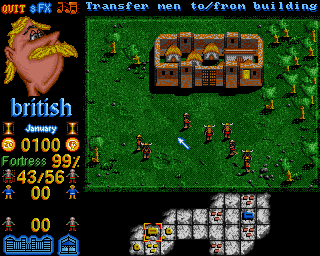 QUIT sFX Transfer men to/from building
british
January
0100
Fortress 99%
43/56
00
00